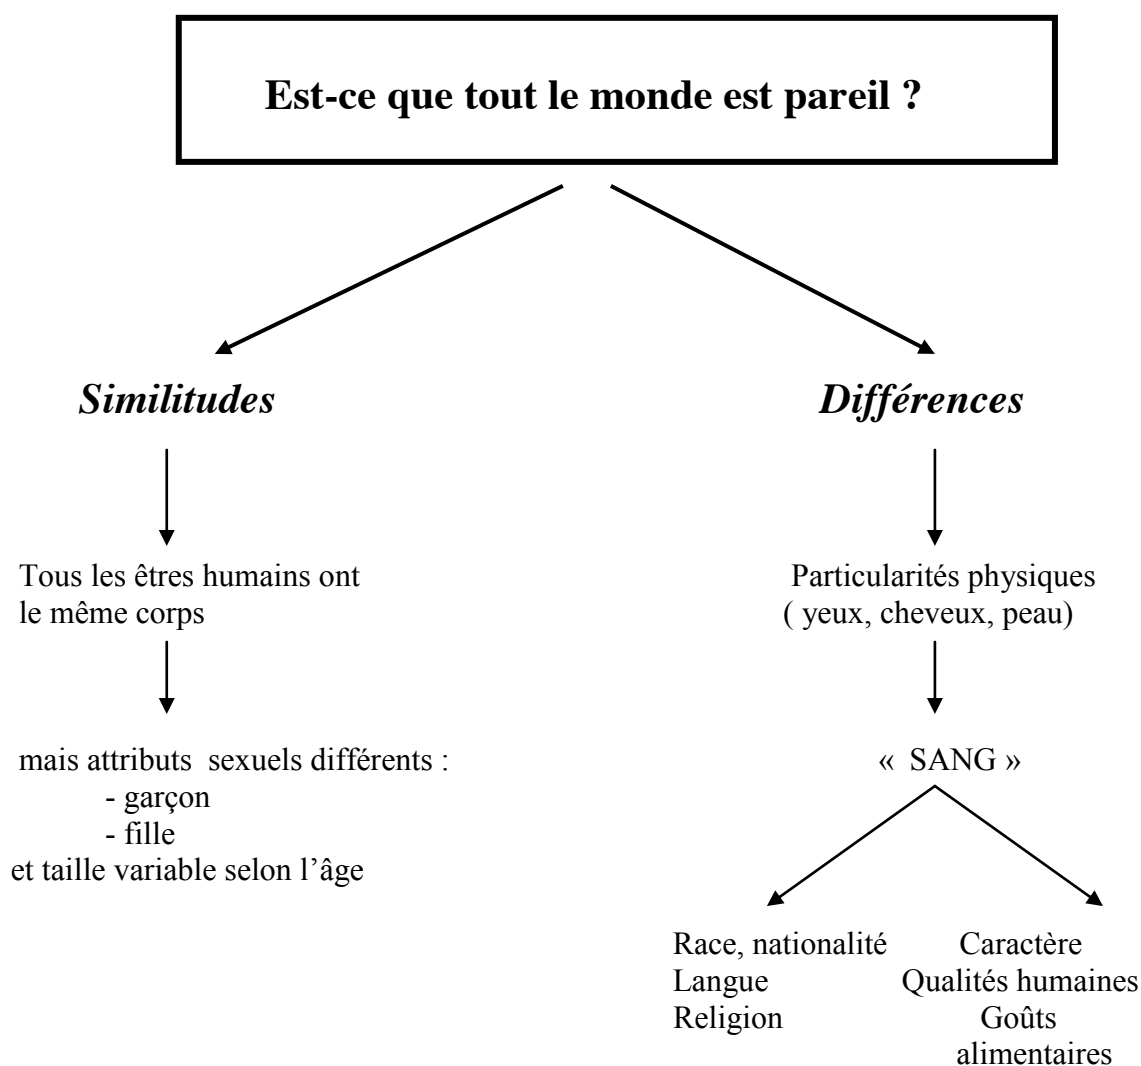 Est-ce que tout le monde est pareil ?
Similitudes
Tous les êtres humains ont
le même corps
mais attributs sexuels différents :
- garçon
- fille
et taille variable selon l’âge
Différences
Particularités physiques
( yeux, cheveux, peau)
« SANG »
Race, nationalité
Langue
Religion
Caractère
Qualités humaines
Goûts
alimentaires